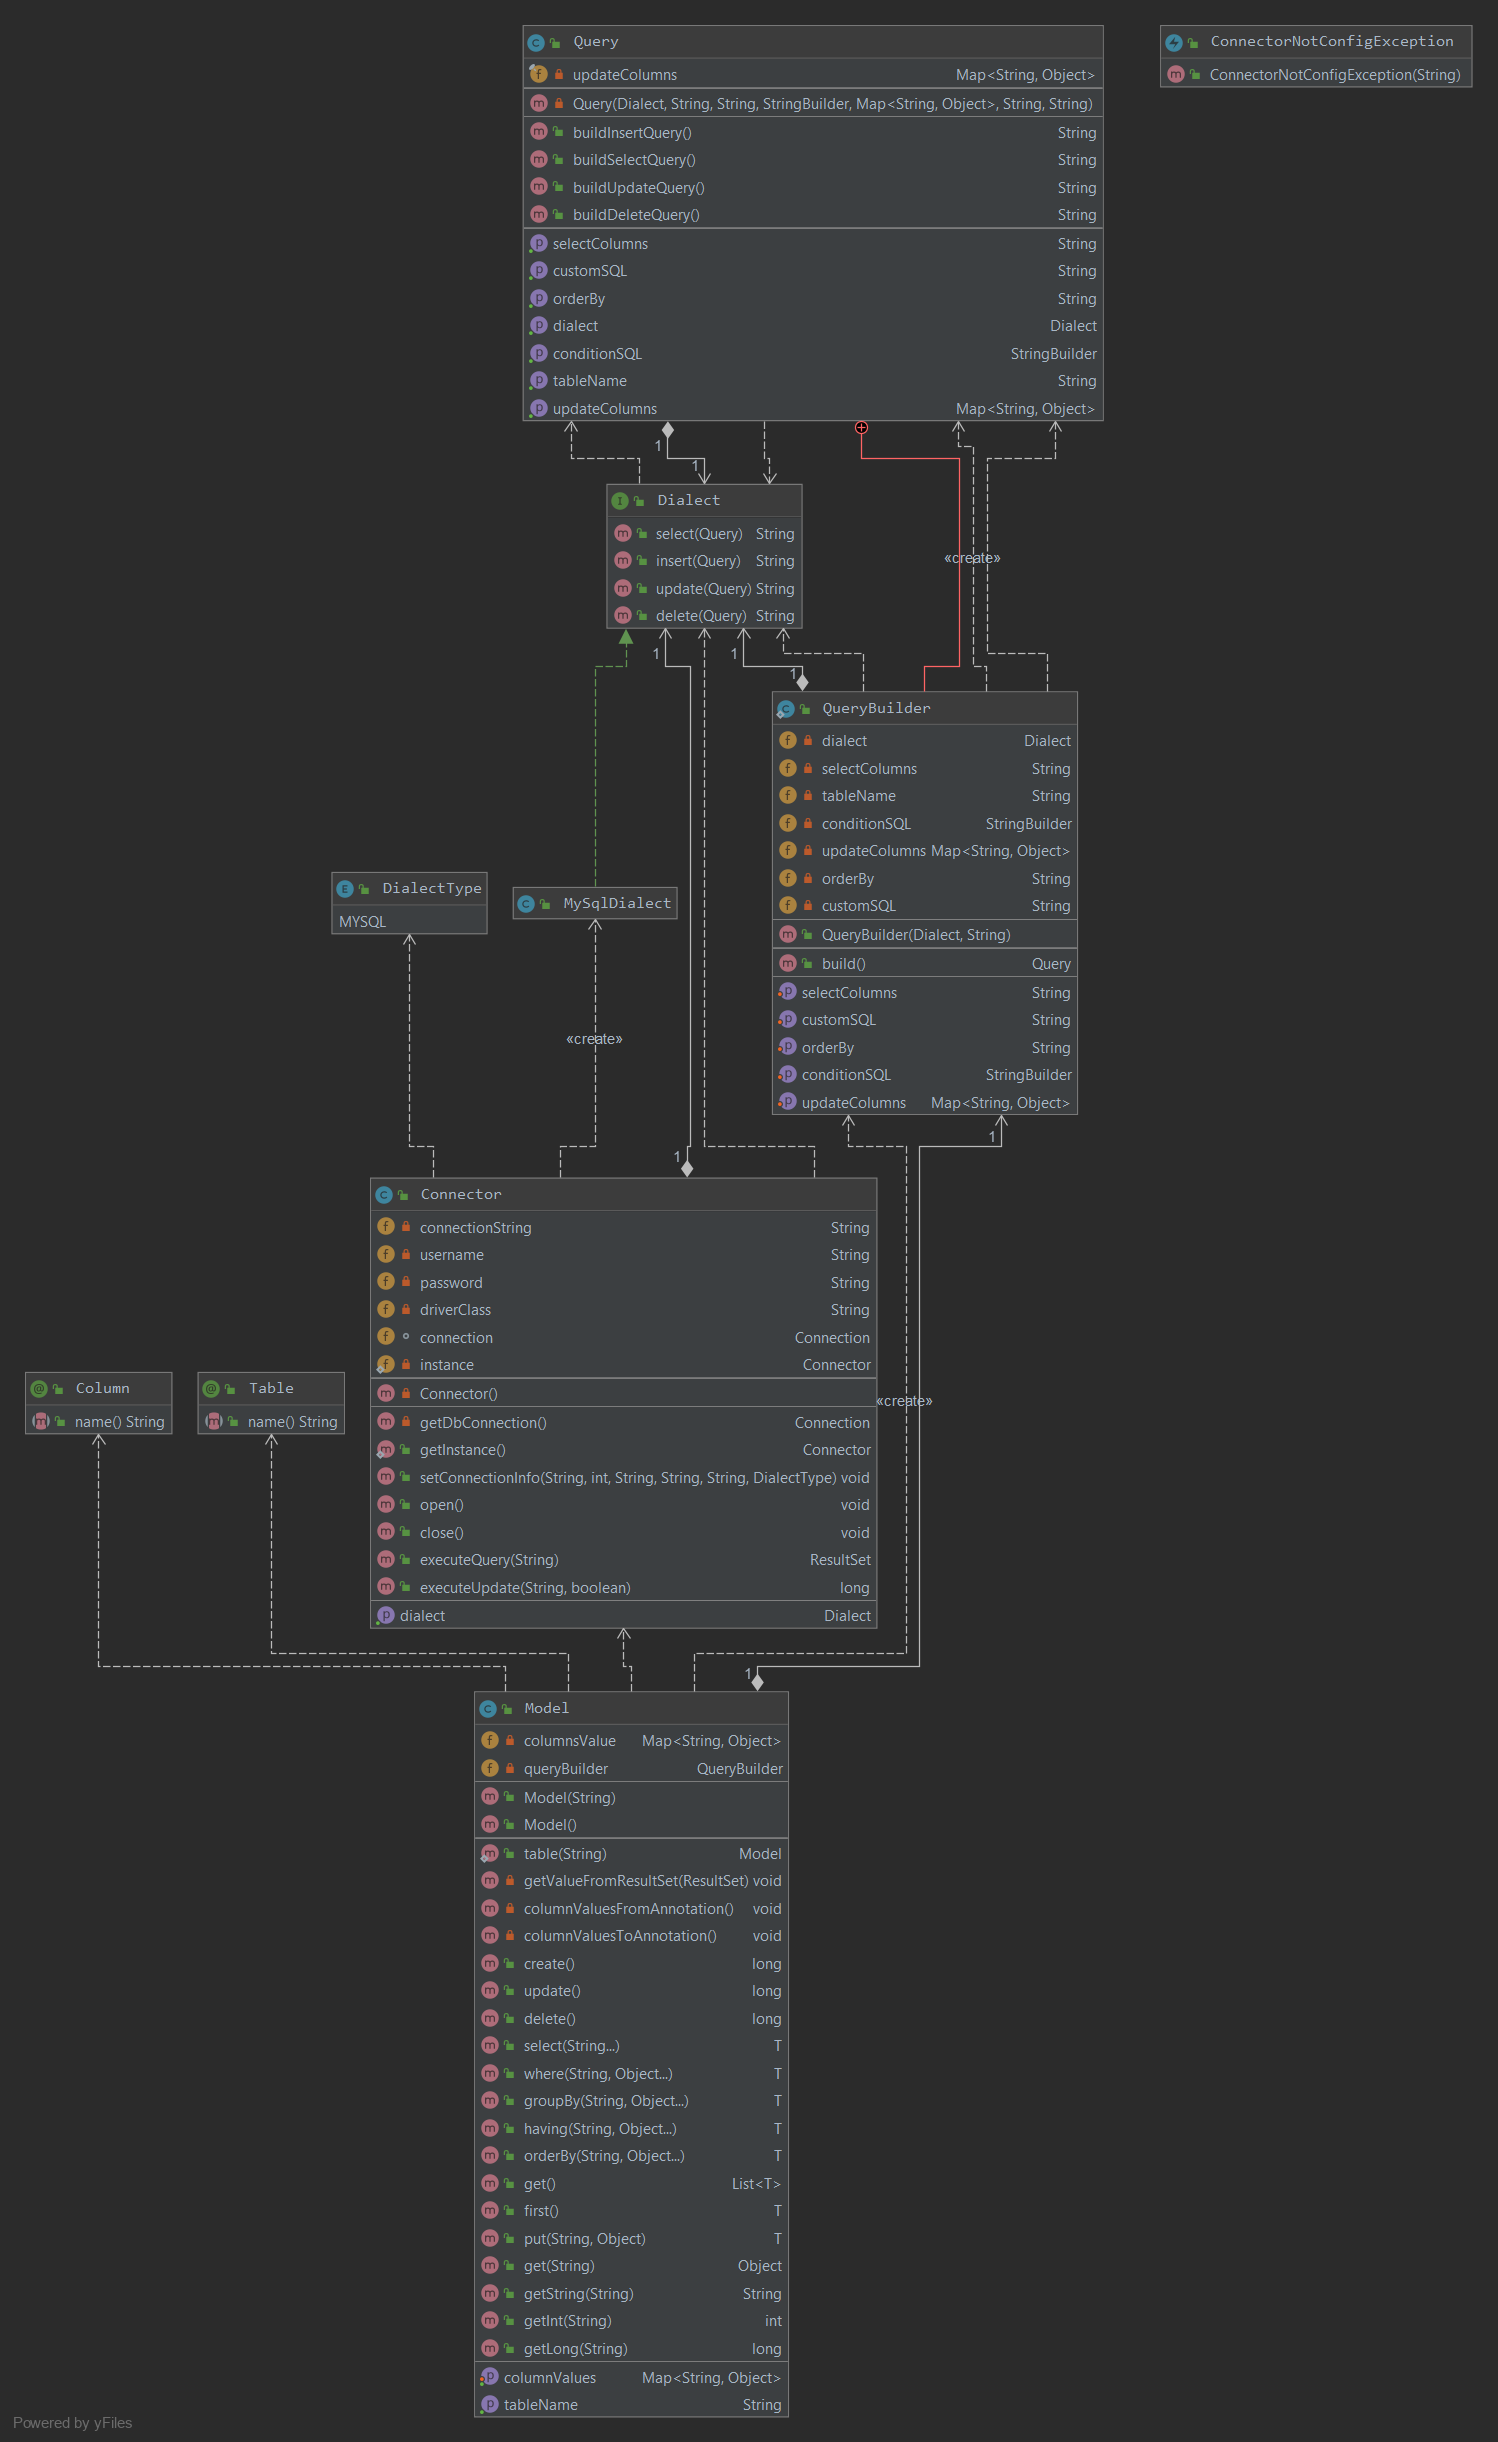 Query
updateColumns Map<String, Object>
Query(Dialect, String, String, StringBuilder, Map<String, Object>, String, String)
buildInsertQuery() String
buildSelectQuery() String
buildUpdateQuery() String
buildDeleteQuery() String
selectColumns String
customSQL String
orderBy String
dialect Dialect
conditionSQL StringBuilder
tableName String
updateColumns Map<String, Object>
ConnectorNotConfigException
ConnectorNotConfigException(String)
1
1
Dialect
select(Query) String
insert(Query) String
update(Query) String
delete(Query) String
«create»
1
1
1
QueryBuilder
dialect Dialect
selectColumns String
tableName String
conditionSQL StringBuilder
updateColumns Map<String, Object>
orderBy String
customSQL String
QueryBuilder(Dialect, String)
build() Query
selectColumns String
customSQL String
orderBy String
conditionSQL StringBuilder
updateColumns Map<String, Object>
DialectType
MYSQL
MySqlDialect
«create»
1
1
Connector
connectionString String
username String
password String
driverClass String
connection Connection
instance Connector
Connector()
getDbConnection() Connection
getInstance() Connector
setConnectionInfo(String, int, String, String, String, DialectType) void
open() void
close() void
executeQuery(String) ResultSet
executeUpdate(String, boolean) long
dialect Dialect
«create»
Column
name() String
Table
name() String
1
Model
columnsValue Map<String, Object>
queryBuilder QueryBuilder
Model(String)
Model()
table(String) Model
getValueFromResultSet(ResultSet) void
columnValuesFromAnnotation() void
columnValuesToAnnotation() void
create() long
update() long
delete() long
select(String...) T
where(String, Object...) T
groupBy(String, Object...) T
having(String, Object...) T
orderBy(String, Object...) T
get() List<T>
first() T
put(String, Object) T
get(String) Object
getString(String) String
getInt(String) int
getLong(String) long
columnValues Map<String, Object>
tableName String
Powered by yFiles